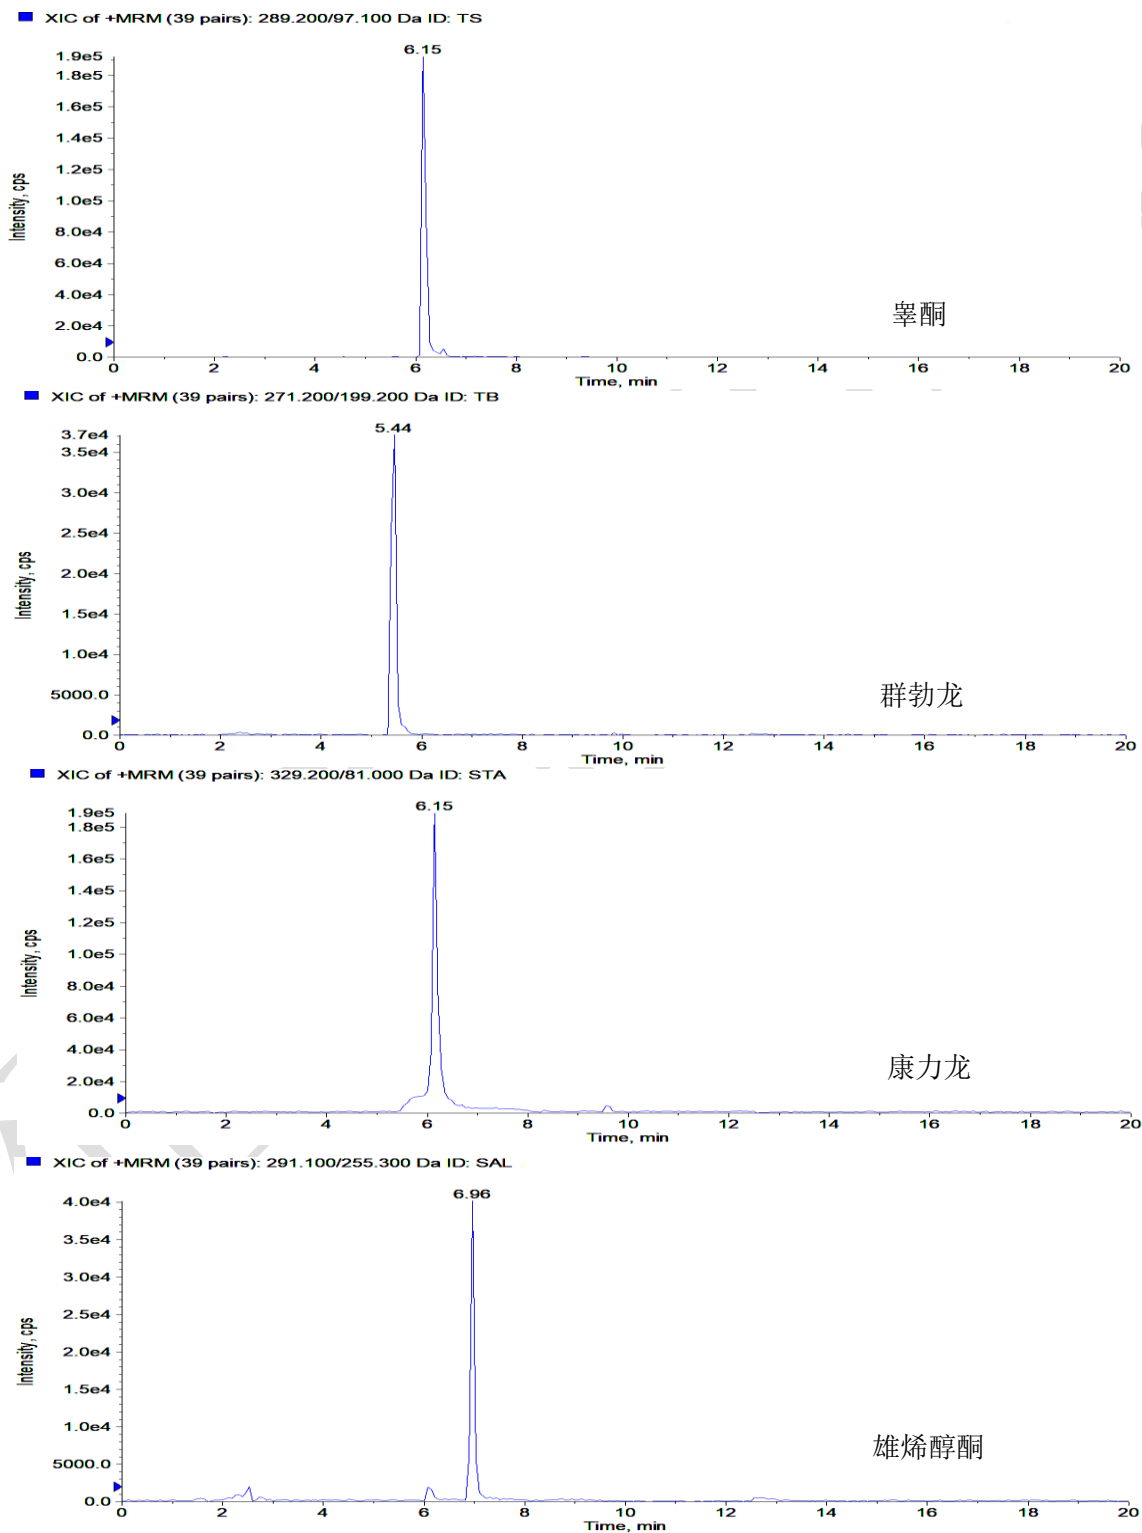 XIC of +MRM (39 pairs): 289.200/97.100 Da ID: TS
6.15
1.9e5
1.8e5
1.6e5
1.4e5
1.2e5
1.0e5
8.0e4
6.0e4
4.0e4
2.0e4
0.0
Intensity, cps
睾酮
0 2 4 6 8 10 12 14 16 18 20
Time, min
XIC of +MRM (39 pairs): 271.200/199.200 Da ID: TB
5.44
3.7e4
3.5e4
3.0e4
2.5e4
2.0e4
1.5e4
1.0e4
5000.0
0.0
Intensity, cps
群勃龙
0 2 4 6 8 10 12 14 16 18 20
Time, min
XIC of +MRM (39 pairs): 329.200/81.000 Da ID: STA
6.15
1.9e5
1.8e5
1.6e5
1.4e5
1.2e5
1.0e5
8.0e4
6.0e4
4.0e4
2.0e4
0.0
Intensity, cps
康力龙
0 2 4 6 8 10 12 14 16 18 20
Time, min
XIC of +MRM (39 pairs): 291.100/255.300 Da ID: SAL
6.96
4.0e4
3.5e4
3.0e4
2.5e4
2.0e4
1.5e4
1.0e4
5000.0
0.0
Intensity, cps
雄烯醇酮
0 2 4 6 8 10 12 14 16 18 20
Time, min